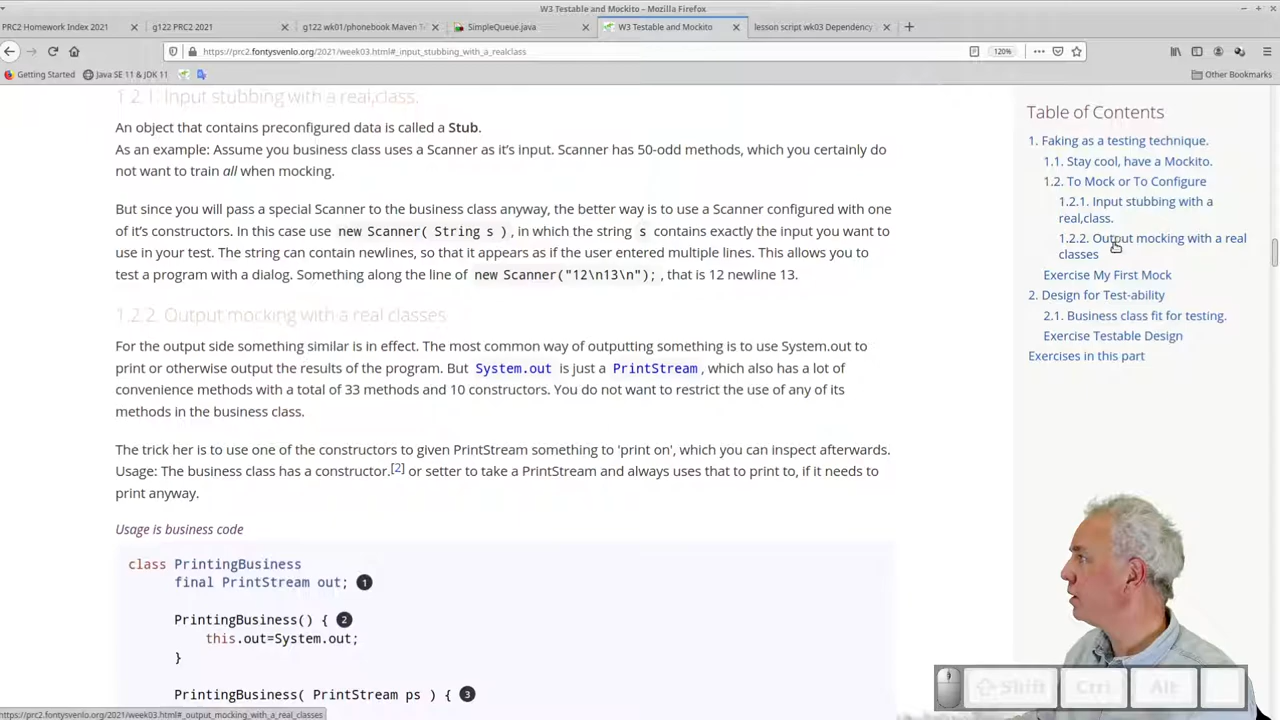 W3 Testable and Mockito - Mozilla Firefox
PRC2 Homework Index 2021
g122 PRC2 2021
g122 wk01/phonebook Maven T
SimpleQueue.java
W3 Testable and Mockito
lesson script wk03 Dependency
https://prc2.fontysvenlo.org/2021/week03.html#_input_stubbing_with_a_realclass
120%
Getting Started
Java SE 11 & JDK 11
Other Bookmarks
1.2.1. Input stubbing with a real,class.
An object that contains preconfigured data is called a Stub.
As an example: Assume you business class uses a Scanner as it's input. Scanner has 50-odd methods, which you certainly do
not want to train all when mocking.
But since you will pass a special Scanner to the business class anyway, the better way is to use a Scanner configured with one
of it's constructors. In this case use new Scanner( String s ), in which the string s contains exactly the input you want to
use in your test. The string can contain newlines, so that it appears as if the user entered multiple lines. This allows you to
test a program with a dialog. Something along the line of new Scanner("12\n13\n");, that is 12 newline 13.
1.2.2. Output mocking with a real classes
For the output side something similar is in effect. The most common way of outputting something is to use System.out to
print or otherwise output the results of the program. But System.out is just a PrintStream, which also has a lot of
convenience methods with a total of 33 methods and 10 constructors. You do not want to restrict the use of any of its
methods in the business class.
The trick her is to use one of the constructors to given PrintStream something to 'print on', which you can inspect afterwards.
Usage: The business class has a constructor.[2] or setter to take a PrintStream and always uses that to print to, if it needs to
print anyway.
Usage is business code
class PrintingBusiness
final PrintStream out; 1
PrintingBusiness() { 2
this.out=System.out;
}
PrintingBusiness( PrintStream ps ) { 3
Table of Contents
1. Faking as a testing technique.
1.1. Stay cool, have a Mockito.
1.2. To Mock or To Configure
1.2.1. Input stubbing with a
real,class.
1.2.2. Output mocking with a real
classes
Exercise My First Mock
2. Design for Test-ability
2.1. Business class fit for testing.
Exercise Testable Design
Exercises in this part
Shift
Ctrl
Alt
https://prc2.fontysvenlo.org/2021/week03.html#_output_mocking_with_a_real_classes